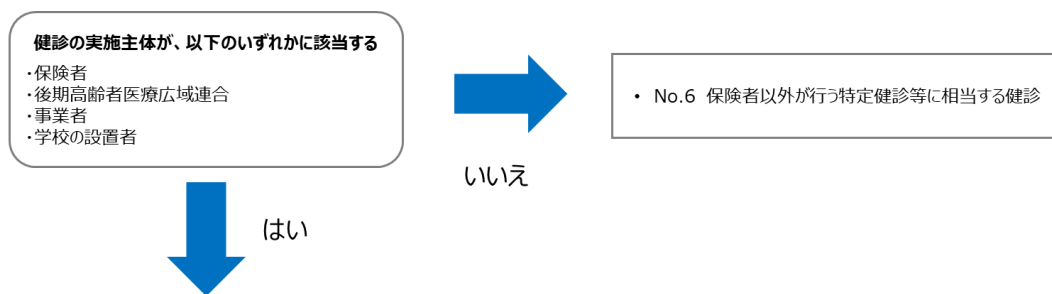 健診の実施主体が、以下のいずれかに該当する
・保険者
・後期高齢者医療広域連合
・事業者
・学校の設置者
• No.6 保険者以外が行う特定健診等に相当する健診
いいえ
はい